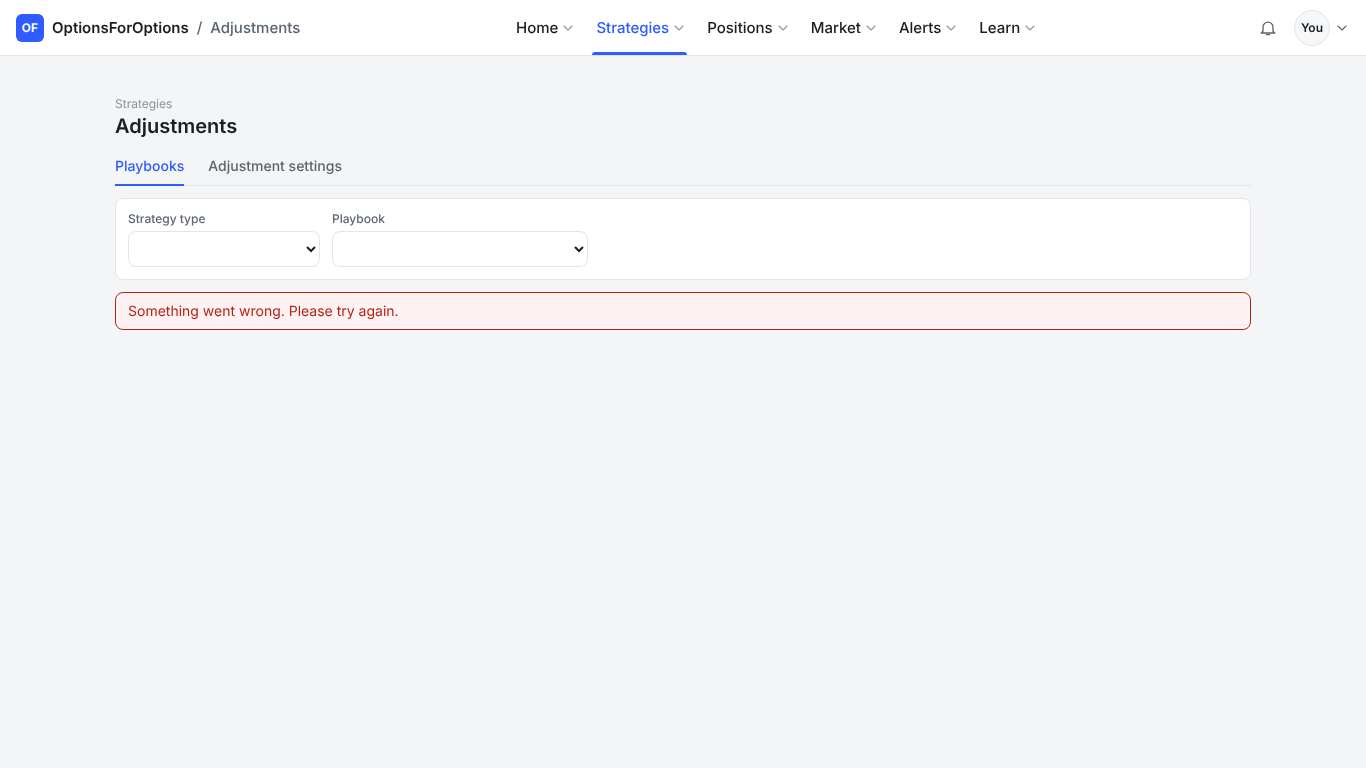 OF OptionsForOptions / Adjustments Home Strategies Positions Market Alerts Learn You
Strategies
Adjustments
Playbooks Adjustment settings
Strategy type Playbook
Something went wrong. Please try again.